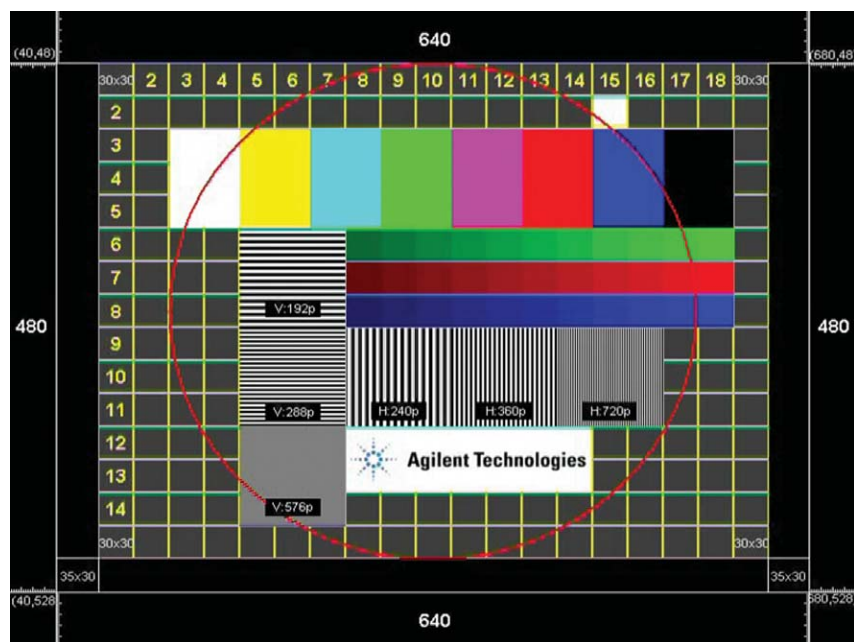 640
(40,48) (680,48)
30x30 2 3 4 5 6 7 8 9 10 11 12 13 14 15 16 17 18 30x30
2
3
4
5
6
7
8
V:192p
480 480
9
10
11
V:288p H:240p H:360p H:720p
12
Agilent Technologies
13
14
V:576p
30x30 30x30
35x30 35x30
(40,528) 680,528)
640